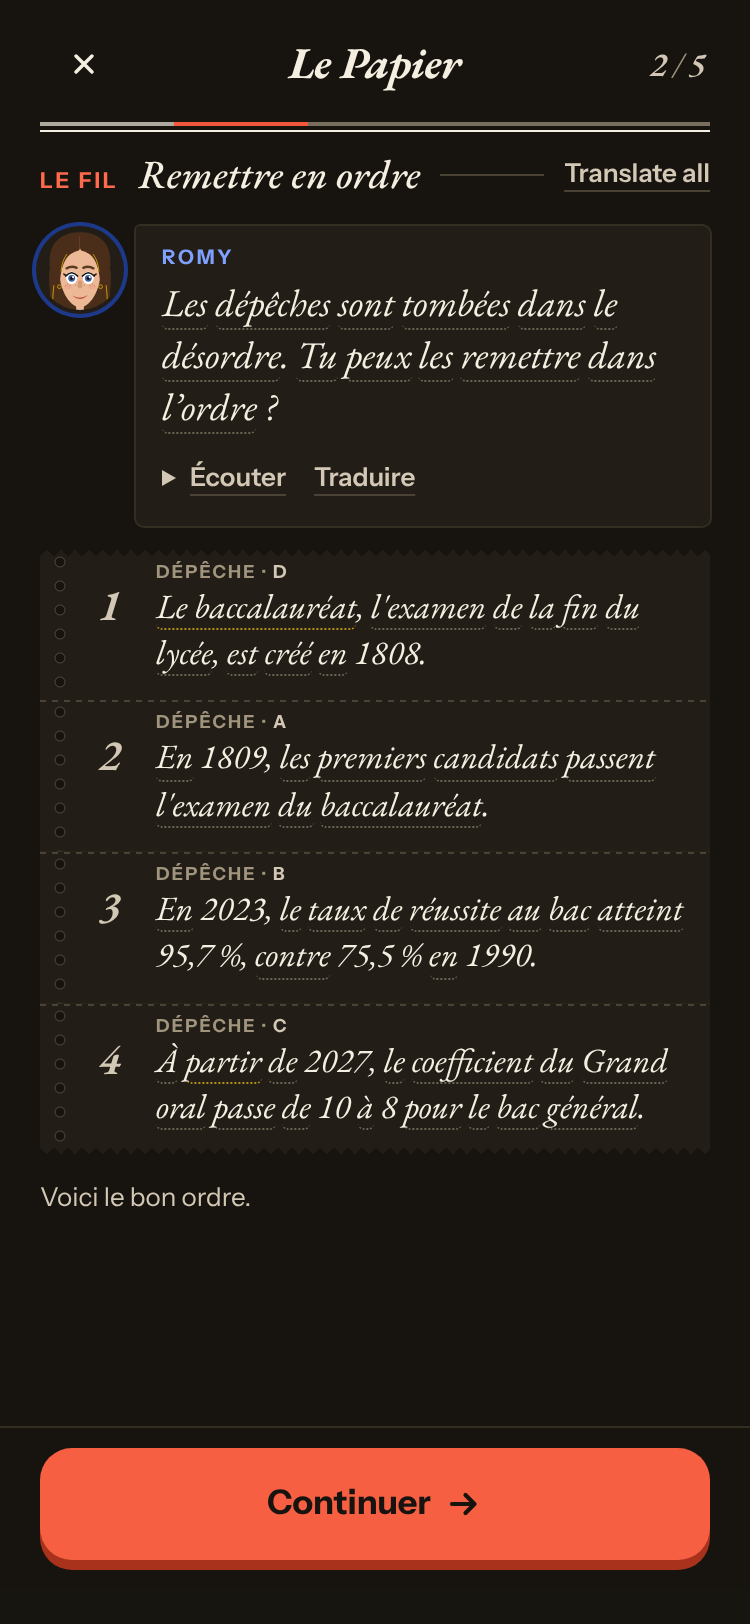 × Le Papier 2/5
LE FIL Remettre en ordre Translate all
ROMY
Les dépêches sont tombées dans le
désordre. Tu peux les remettre dans
l’ordre ?
▶ Écouter Traduire
DÉPÊCHE · D
1 Le baccalauréat, l'examen de la fin du
lycée, est créé en 1808.
DÉPÊCHE · A
2 En 1809, les premiers candidats passent
l'examen du baccalauréat.
DÉPÊCHE · B
3 En 2023, le taux de réussite au bac atteint
95,7 %, contre 75,5 % en 1990.
DÉPÊCHE · C
4 À partir de 2027, le coefficient du Grand
oral passe de 10 à 8 pour le bac général.
Voici le bon ordre.
Continuer →